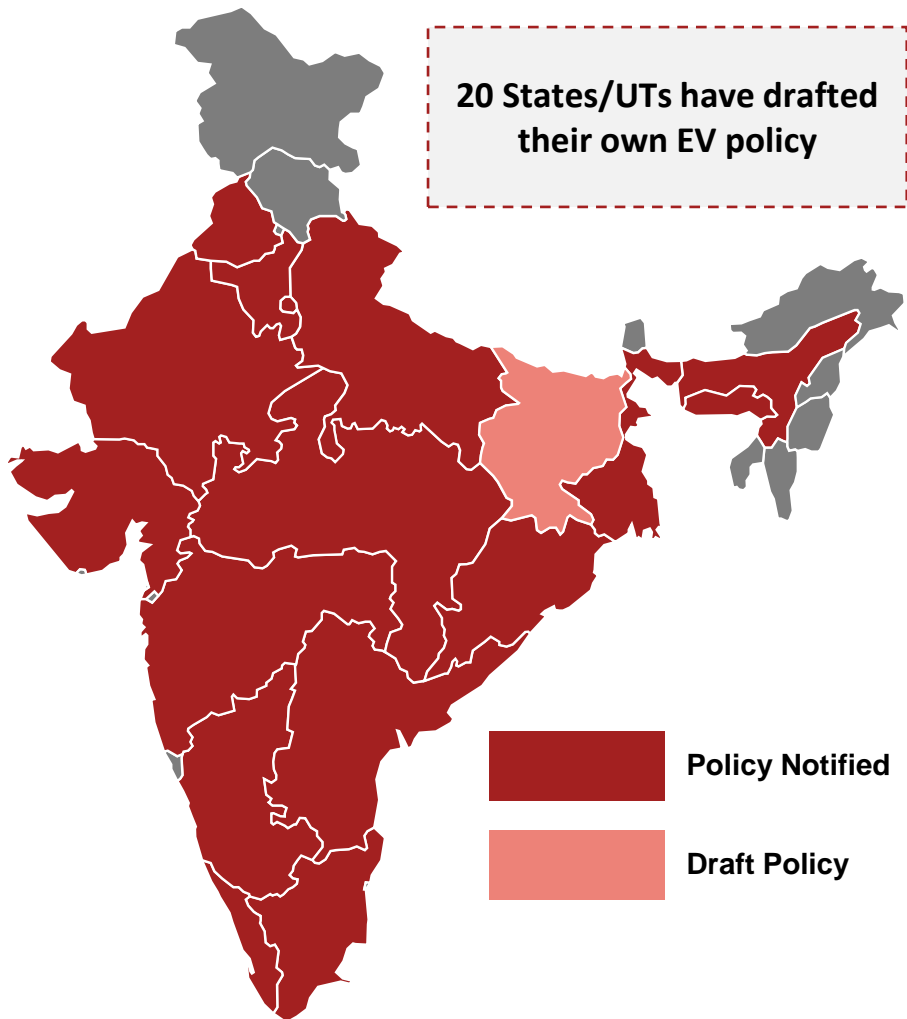 20 States/UTs have drafted
their own EV policy
Policy Notified
Draft Policy